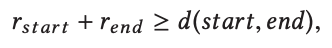 r_start + r_end ≥ d(start, end),